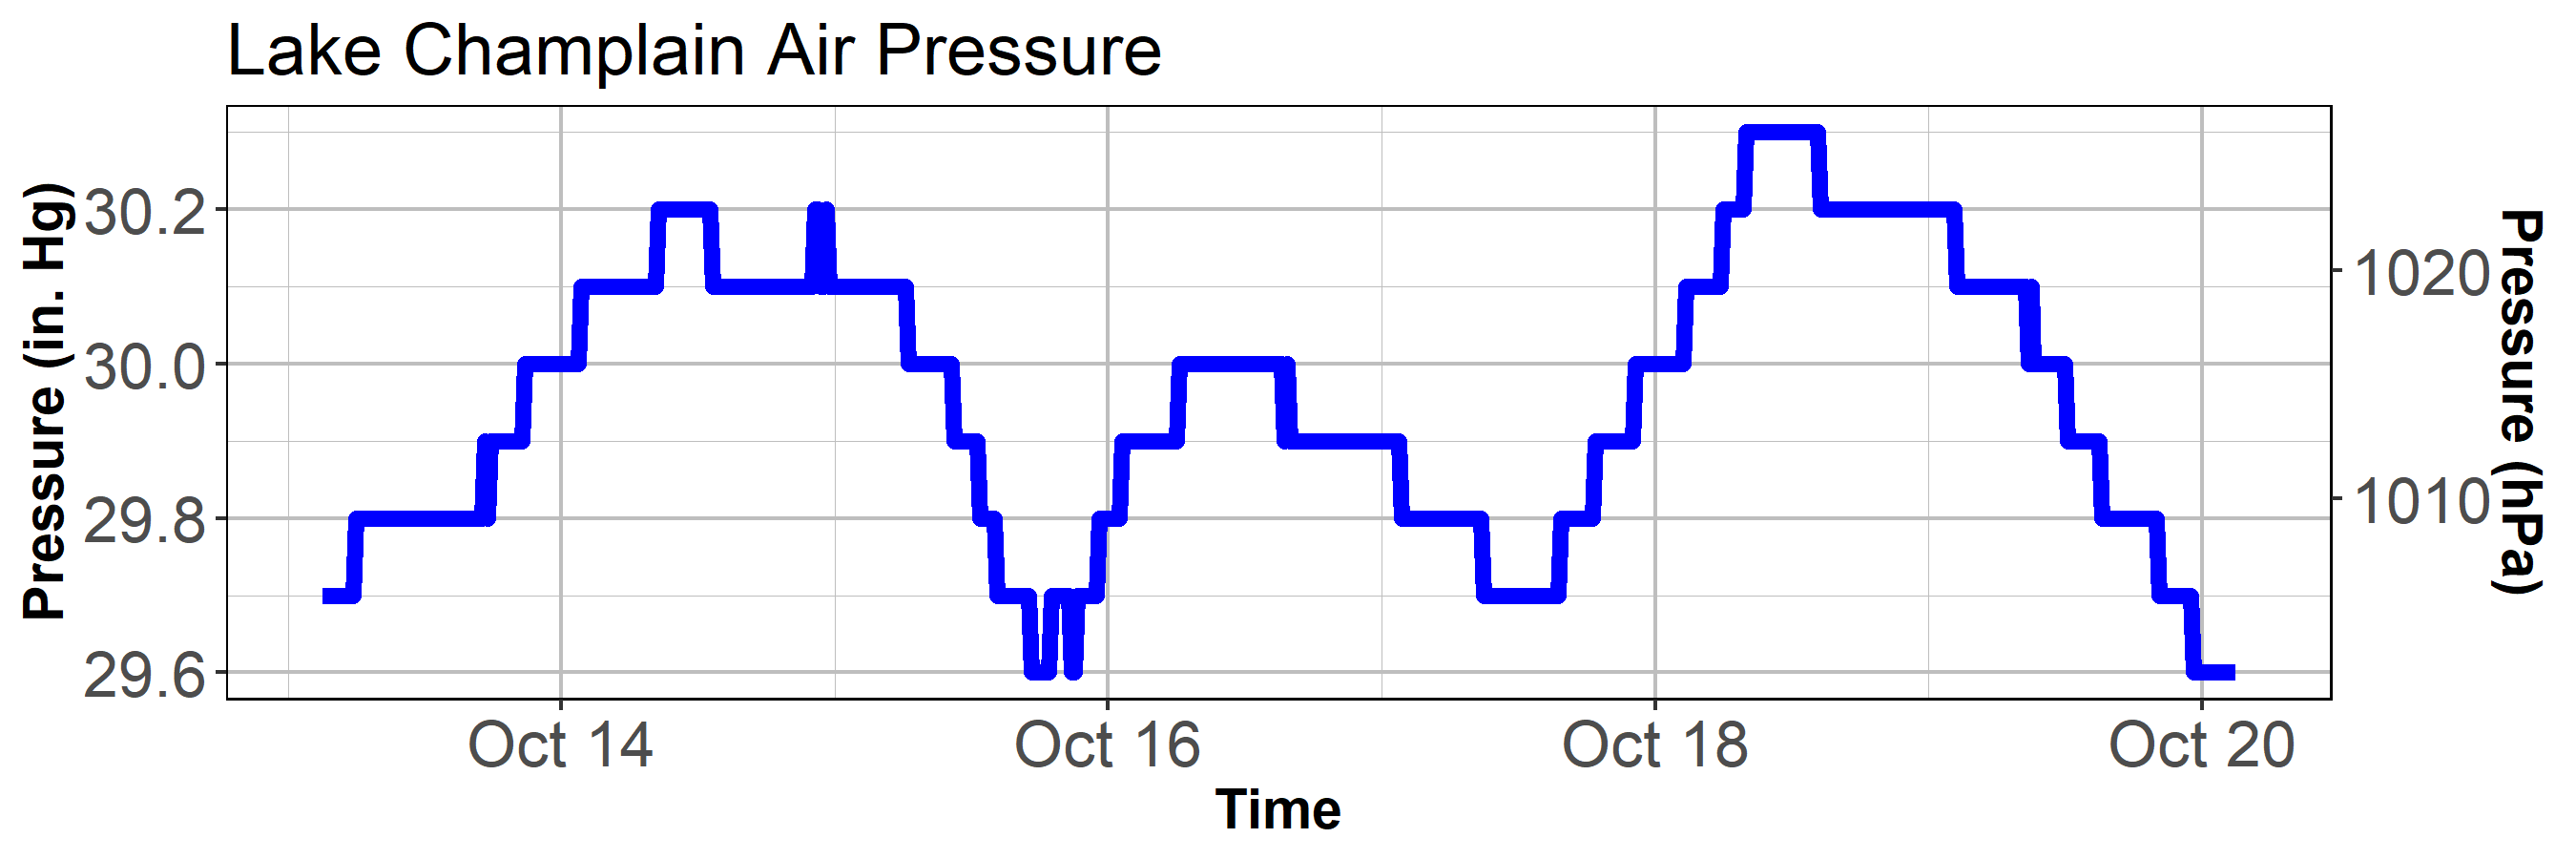 Lake Champlain Air Pressure
Pressure (in. Hg)
30.2
30.0
29.8
29.6
1020
1010
Pressure (hPa)
Oct 14
Oct 16
Oct 18
Oct 20
Time